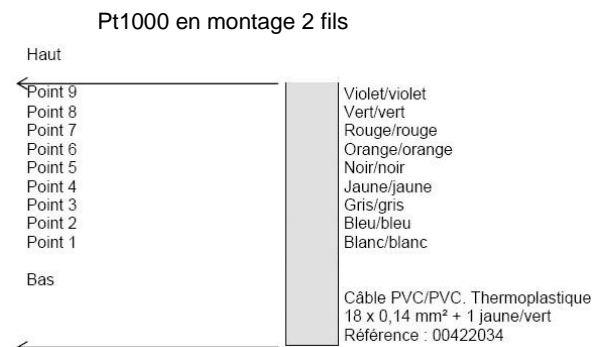 Pt1000 en montage 2 fils
Haut
Point 9 Violet/violet
Point 8 Vert/vert
Point 7 Rouge/rouge
Point 6 Orange/orange
Point 5 Noir/noir
Point 4 Jaune/jaune
Point 3 Gris/gris
Point 2 Bleu/bleu
Point 1 Blanc/blanc
Bas
Câble PVC/PVC. Thermoplastique
18 x 0,14 mm² + 1 jaune/vert
Référence : 00422034